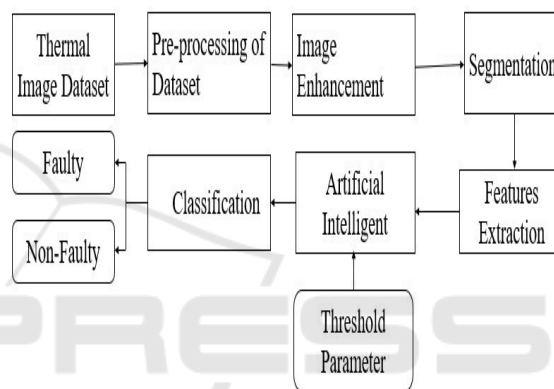 Thermal
Image Dataset
Pre-processing of
Dataset
Image
Enhancement
Segmentation
Features
Extraction
Artificial
Intelligent
Classification
Faulty
Non-Faulty
Threshold
Parameter
PRESS